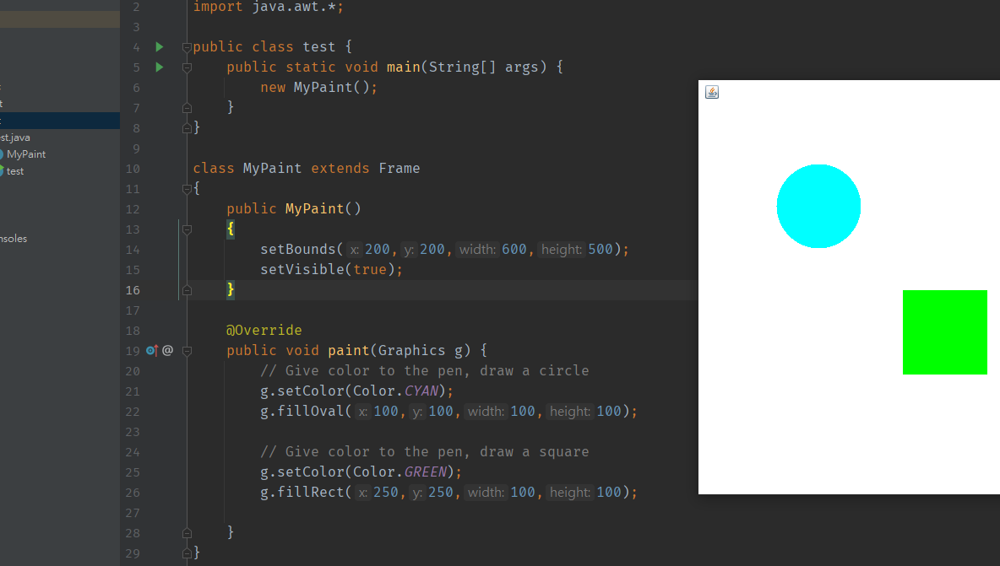 2 import java.awt.*;
3
4 public class test {
5 public static void main(String[] args) {
6 new MyPaint();
7 }
8 }
9
10 class MyPaint extends Frame
11 {
12 public MyPaint()
13 {
14 setBounds( x: 200, y: 200, width: 600, height: 500);
15 setVisible(true);
16 }
17
18 @Override
19 @ public void paint(Graphics g) {
20 // Give color to the pen, draw a circle
21 g.setColor(Color.CYAN);
22 g.fillOval( x: 100, y: 100, width: 100, height: 100);
23
24 // Give color to the pen, draw a square
25 g.setColor(Color.GREEN);
26 g.fillRect( x: 250, y: 250, width: 100, height: 100);
27
28 }
29 }
st.java
MyPaint
test
nsoles